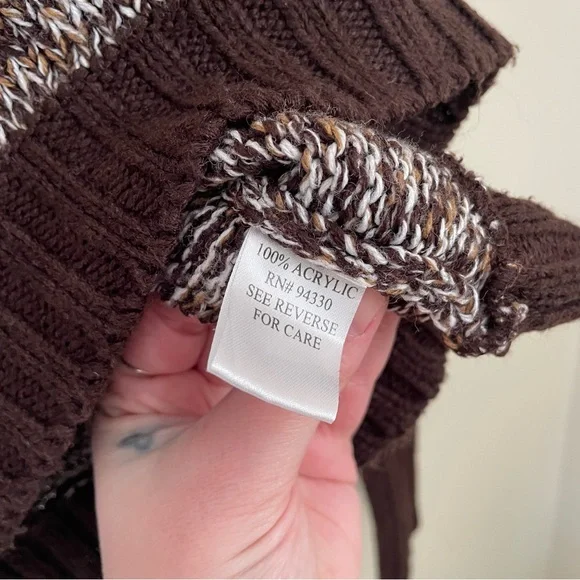 100% ACRYLIC
RN# 94330
SEE REVERSE
FOR CARE